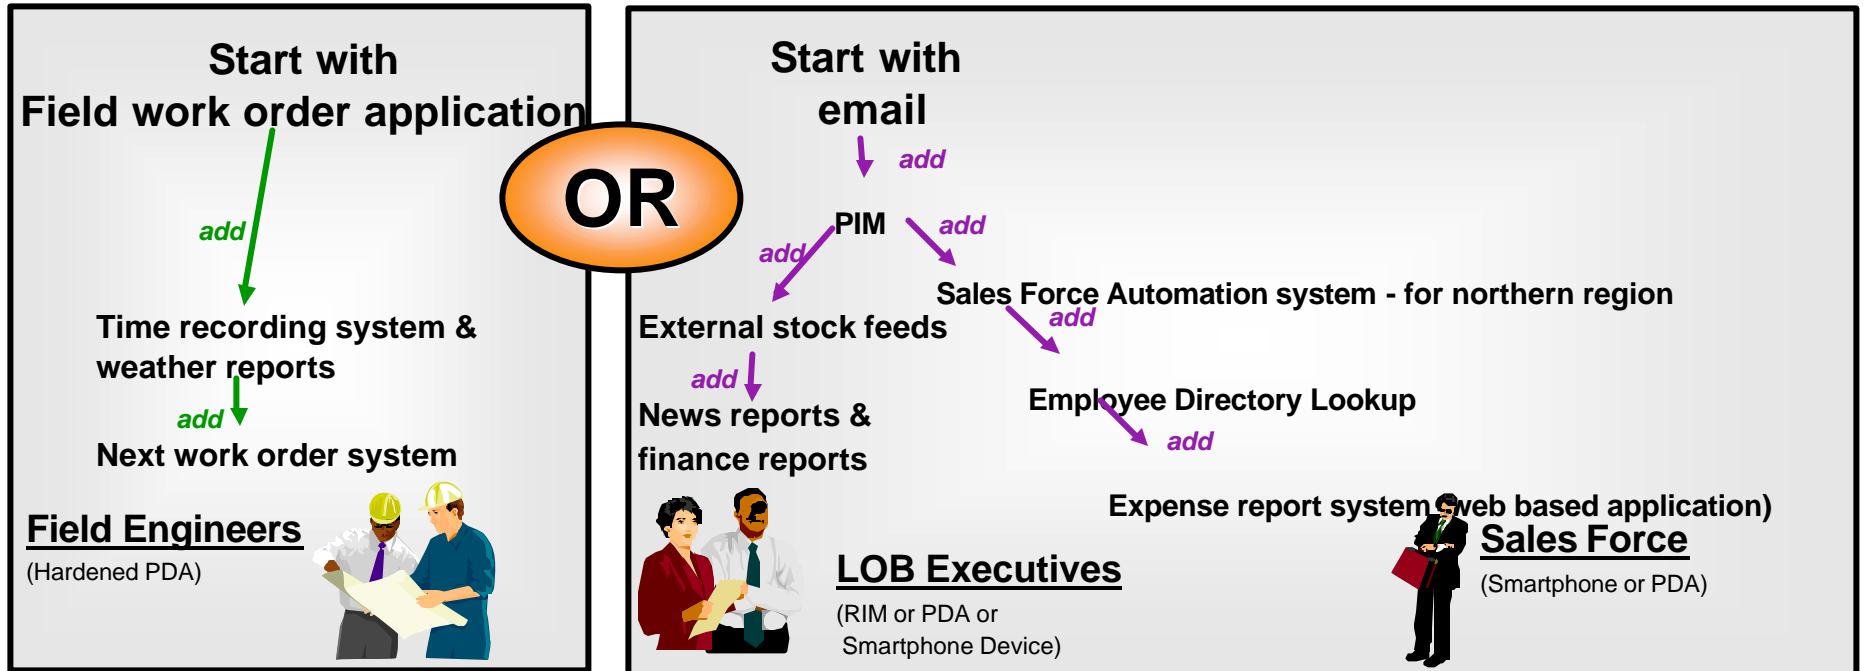 Start with
Field work order application
add
Time recording system &
weather reports
add
Next work order system
Field Engineers
(Hardened PDA)
OR
Start with
email
add
PIM
add
add
External stock feeds
add
News reports &
finance reports
LOB Executives
(RIM or PDA or
Smartphone Device)
Sales Force Automation system - for northern region
add
Employee Directory Lookup
add
Expense report system (web based application)
Sales Force
(Smartphone or PDA)